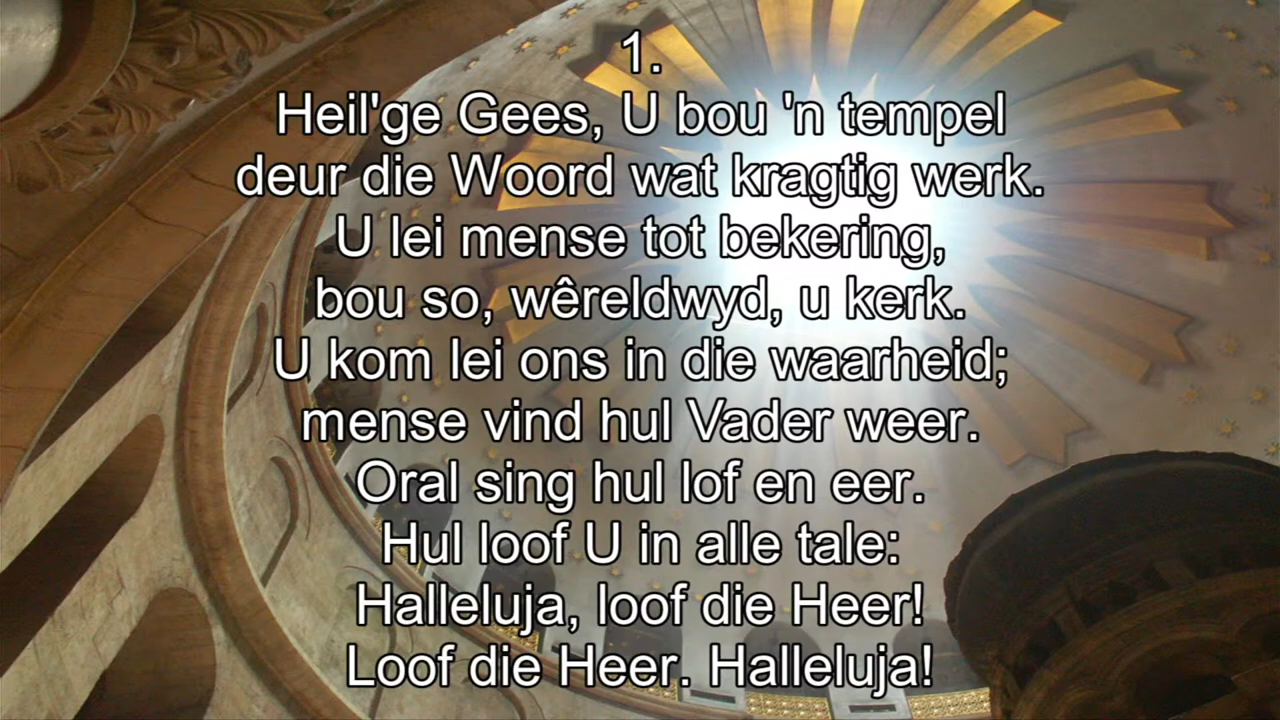 1.
Heil'ge Gees, U bou 'n tempel
deur die Woord wat kragtig werk.
U lei mense tot bekering,
bou so, wêreldwyd, u kerk.
U kom lei ons in die waarheid;
mense vind hul Vader weer.
Oral sing hul lof en eer.
Hul loof U in alle tale:
Halleluja, loof die Heer!
Loof die Heer. Halleluja!